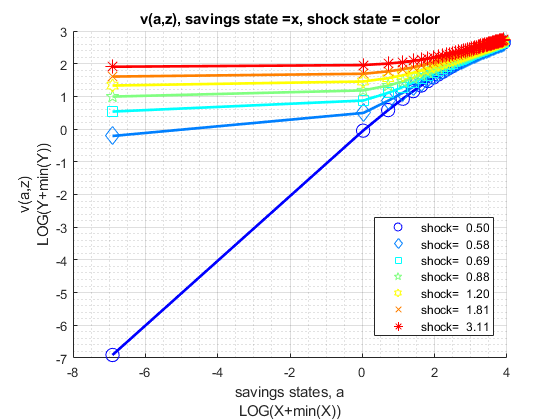 v(a,z), savings state =x, shock state = color
3
2
1
0
-1
-2
-3
-4
-5
-6
-7
v(a,z)
LOG(Y+min(Y))
shock= 0.50
shock= 0.58
shock= 0.69
shock= 0.88
shock= 1.20
shock= 1.81
shock= 3.11
-8 -6 -4 -2 0 2 4
savings states, a
LOG(X+min(X))